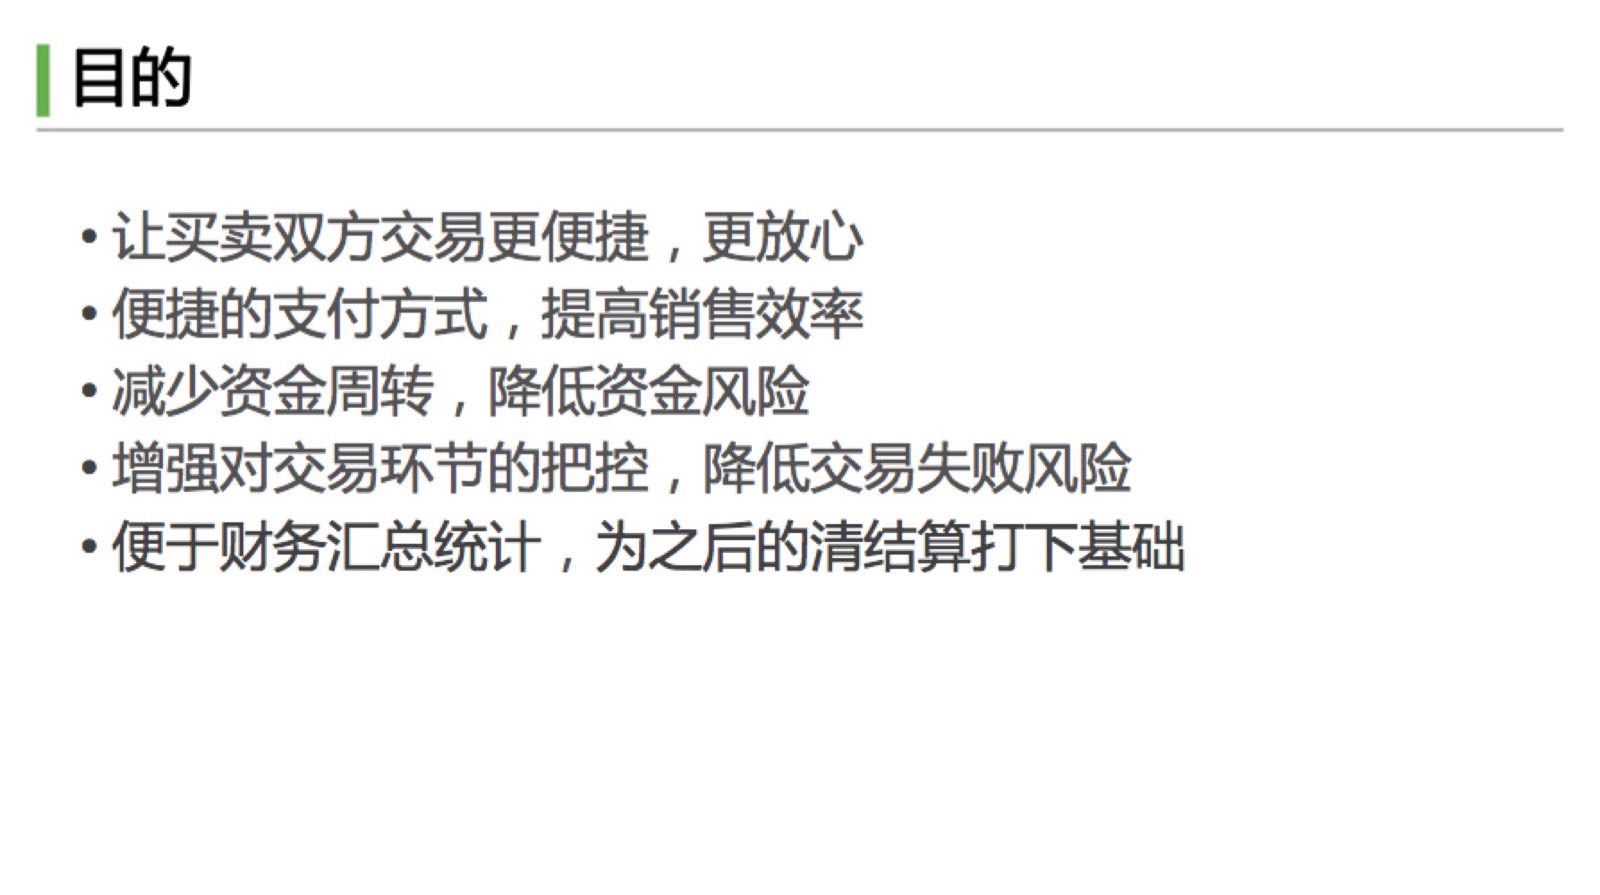 目的
• 让买卖双方交易更便捷，更放心
• 便捷的支付方式，提高销售效率
• 减少资金周转，降低资金风险
• 增强对交易环节的把控，降低交易失败风险
• 便于财务汇总统计，为之后的清结算打下基础